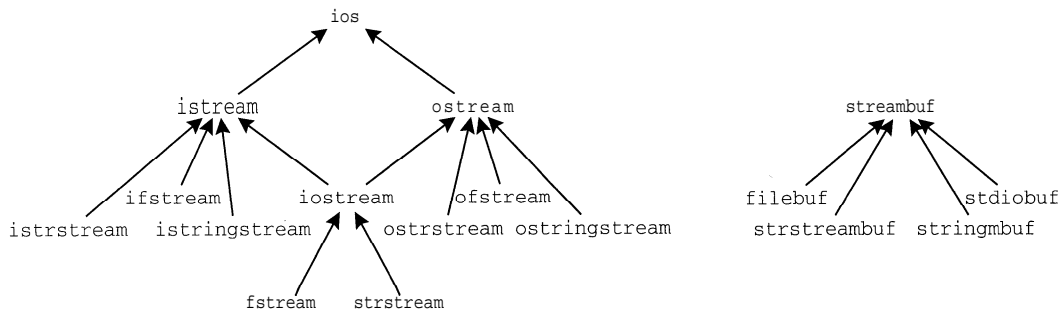 ios
istream ostream streambuf
ifstream iostream ofstream filebuf stdiobuf
istrstream istringstream ostrstream ostringstream strstreambuf stringmbuf
fstream strstream